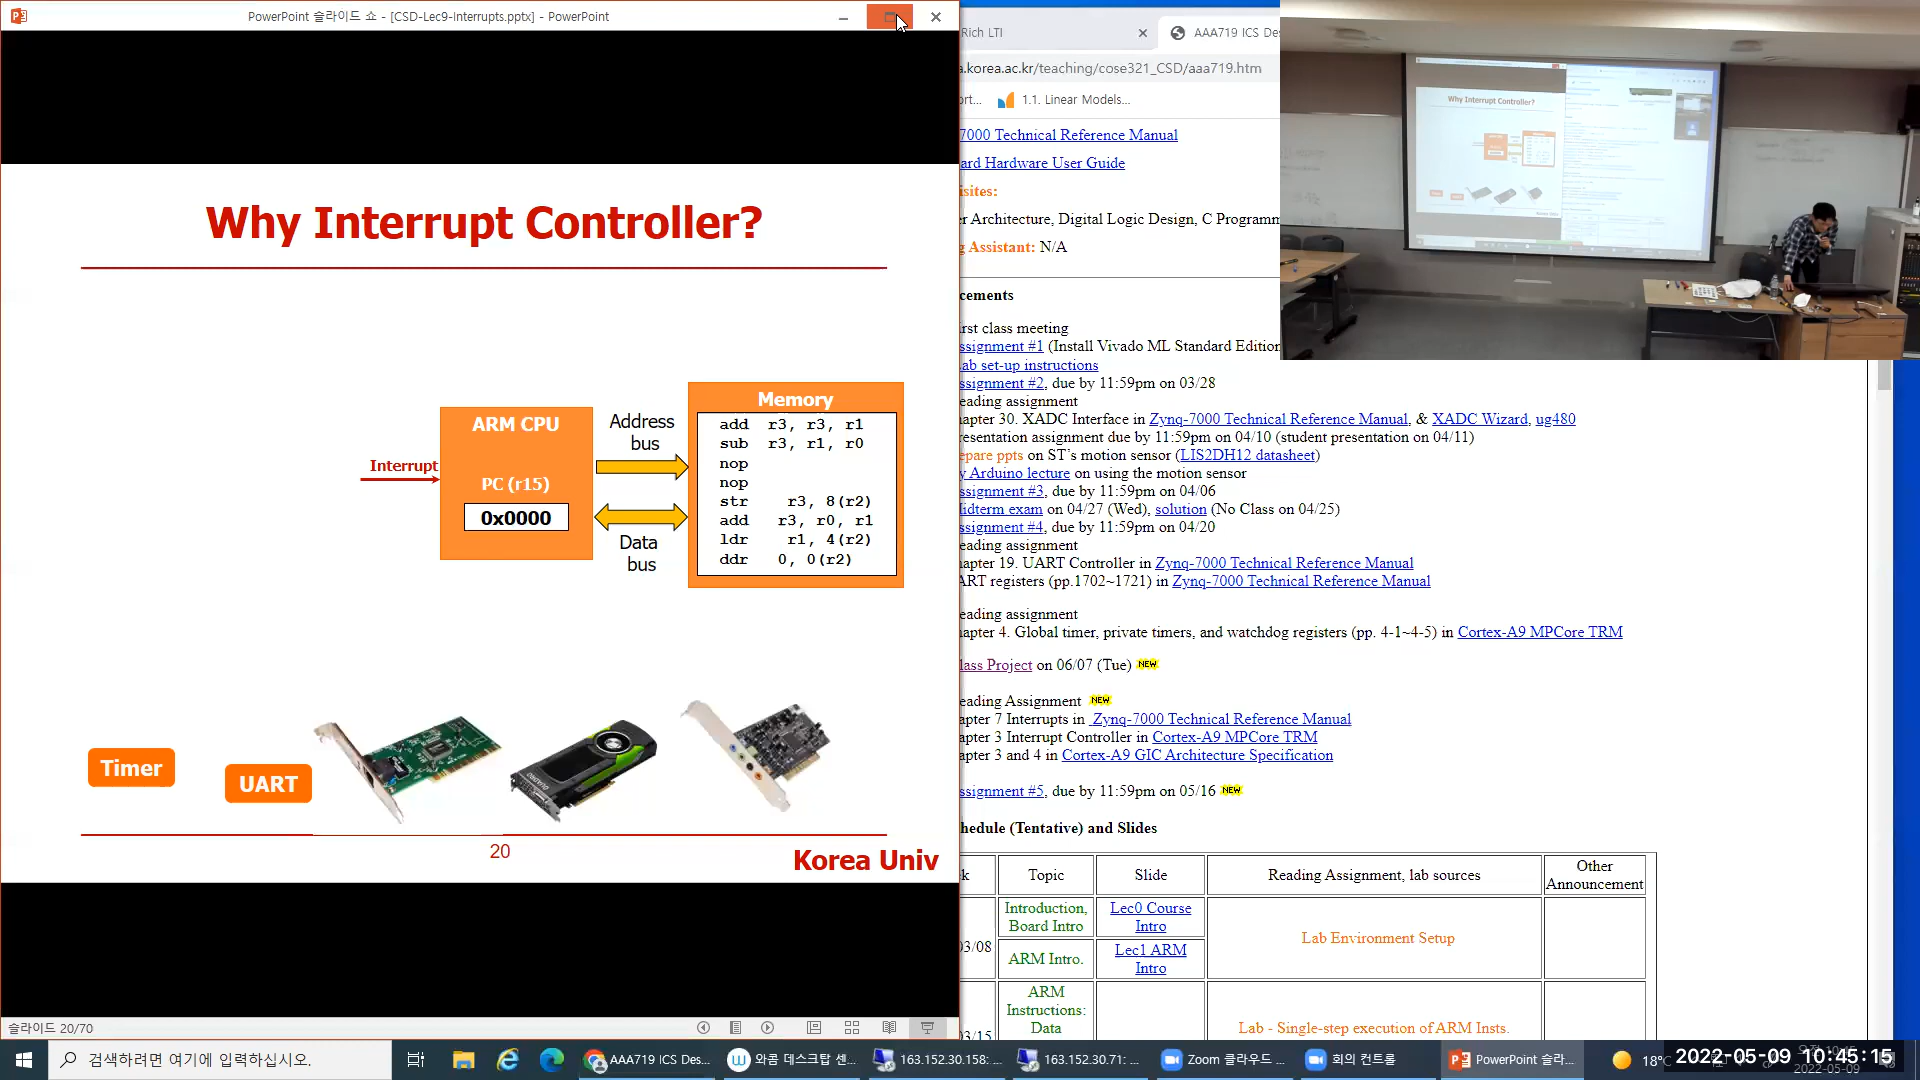 PowerPoint 슬라이드 쇼 - [CSD-Lec9-Interrupts.pptx] - PowerPoint
Why Interrupt Controller?
Interrupt
ARM CPU
PC (r15)
0x0000
Address
bus
Data
bus
Memory
add r3, r3, r1
sub r3, r1, r0
nop
nop
str r3, 8(r2)
add r3, r0, r1
ldr r1, 4(r2)
ddr 0, 0(r2)
Timer
UART
20
Korea Univ
슬라이드 20/70
Rich LTI
AAA719 ICS Des
a.korea.ac.kr/teaching/cose321_CSD/aaa719.htm
ort...
1.1. Linear Models...
7000 Technical Reference Manual
ard Hardware User Guide
isites:
er Architecture, Digital Logic Design, C Programm
g Assistant: N/A
cements
irst class meeting
ssignment #1 (Install Vivado ML Standard Edition
ab set-up instructions
ssignment #2, due by 11:59pm on 03/28
eading assignment
hapter 30. XADC Interface in Zynq-7000 Technical Reference Manual, & XADC Wizard, ug480
resentation assignment due by 11:59pm on 04/10 (student presentation on 04/11)
epare ppts on ST's motion sensor (LIS2DH12 datasheet)
y Arduino lecture on using the motion sensor
ssignment #3, due by 11:59pm on 04/06
idterm exam on 04/27 (Wed), solution (No Class on 04/25)
ssignment #4, due by 11:59pm on 04/20
eading assignment
hapter 19. UART Controller in Zynq-7000 Technical Reference Manual
ART registers (pp.1702~1721) in Zynq-7000 Technical Reference Manual
eading assignment
hapter 4. Global timer, private timers, and watchdog registers (pp. 4-1~4-5) in Cortex-A9 MPCore TRM
lass Project on 06/07 (Tue) NEW
eading Assignment NEW
apter 7 Interrupts in Zynq-7000 Technical Reference Manual
apter 3 Interrupt Controller in Cortex-A9 MPCore TRM
apter 3 and 4 in Cortex-A9 GIC Architecture Specification
ssignment #5, due by 11:59pm on 05/16 NEW
hedule (Tentative) and Slides
k Topic Slide Reading Assignment, lab sources Other Announcement
03/08
Introduction, Board Intro
Lec0 Course Intro
Lab Environment Setup
ARM Intro.
Lec1 ARM Intro
03/15
ARM Instructions: Data
Lab - Single-step execution of ARM Insts.
Why Interrupt Controller?
검색하려면 여기에 입력하십시오.
AAA719 ICS Des...
와콤 데스크탑 센...
163.152.30.158: ...
163.152.30.71: ...
Zoom 클라우드 ...
회의 컨트롤
PowerPoint 슬라...
18°
2022-05-09 10:45:15
2022-05-09